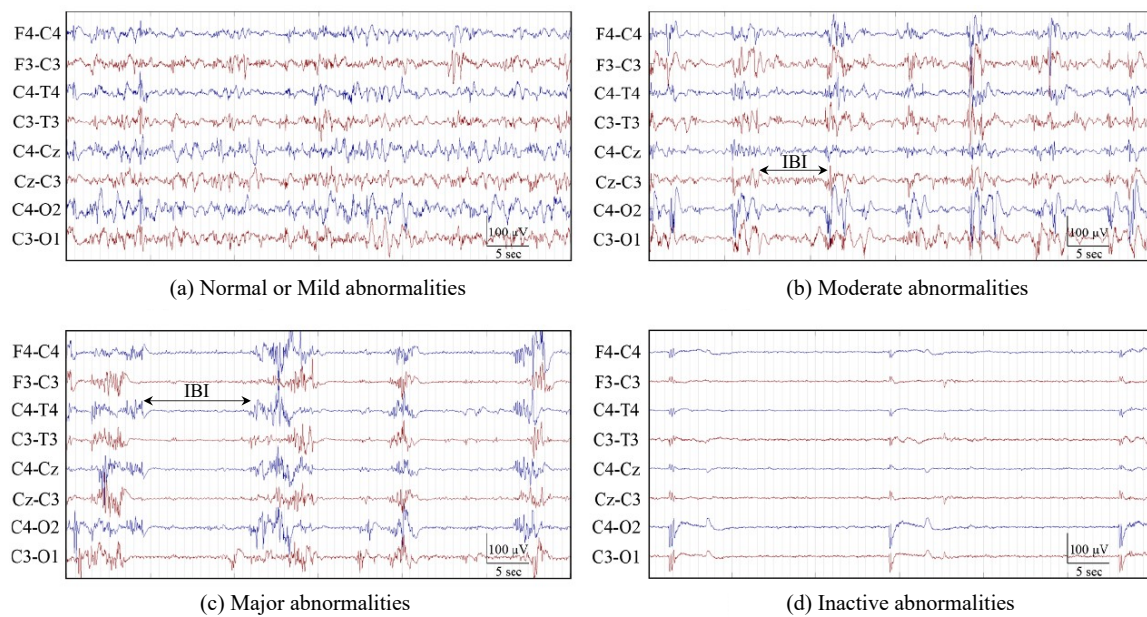 F4-C4
F3-C3
C4-T4
C3-T3
C4-Cz
Cz-C3
C4-O2
C3-O1
100 μV
5 sec
(a) Normal or Mild abnormalities
F4-C4
F3-C3
C4-T4
C3-T3
C4-Cz
IBI
Cz-C3
C4-O2
C3-O1
100 μV
5 sec
(b) Moderate abnormalities
F4-C4
F3-C3
IBI
C4-T4
C3-T3
C4-Cz
Cz-C3
C4-O2
C3-O1
100 μV
5 sec
(c) Major abnormalities
F4-C4
F3-C3
C4-T4
C3-T3
C4-Cz
Cz-C3
C4-O2
C3-O1
100 μV
5 sec
(d) Inactive abnormalities